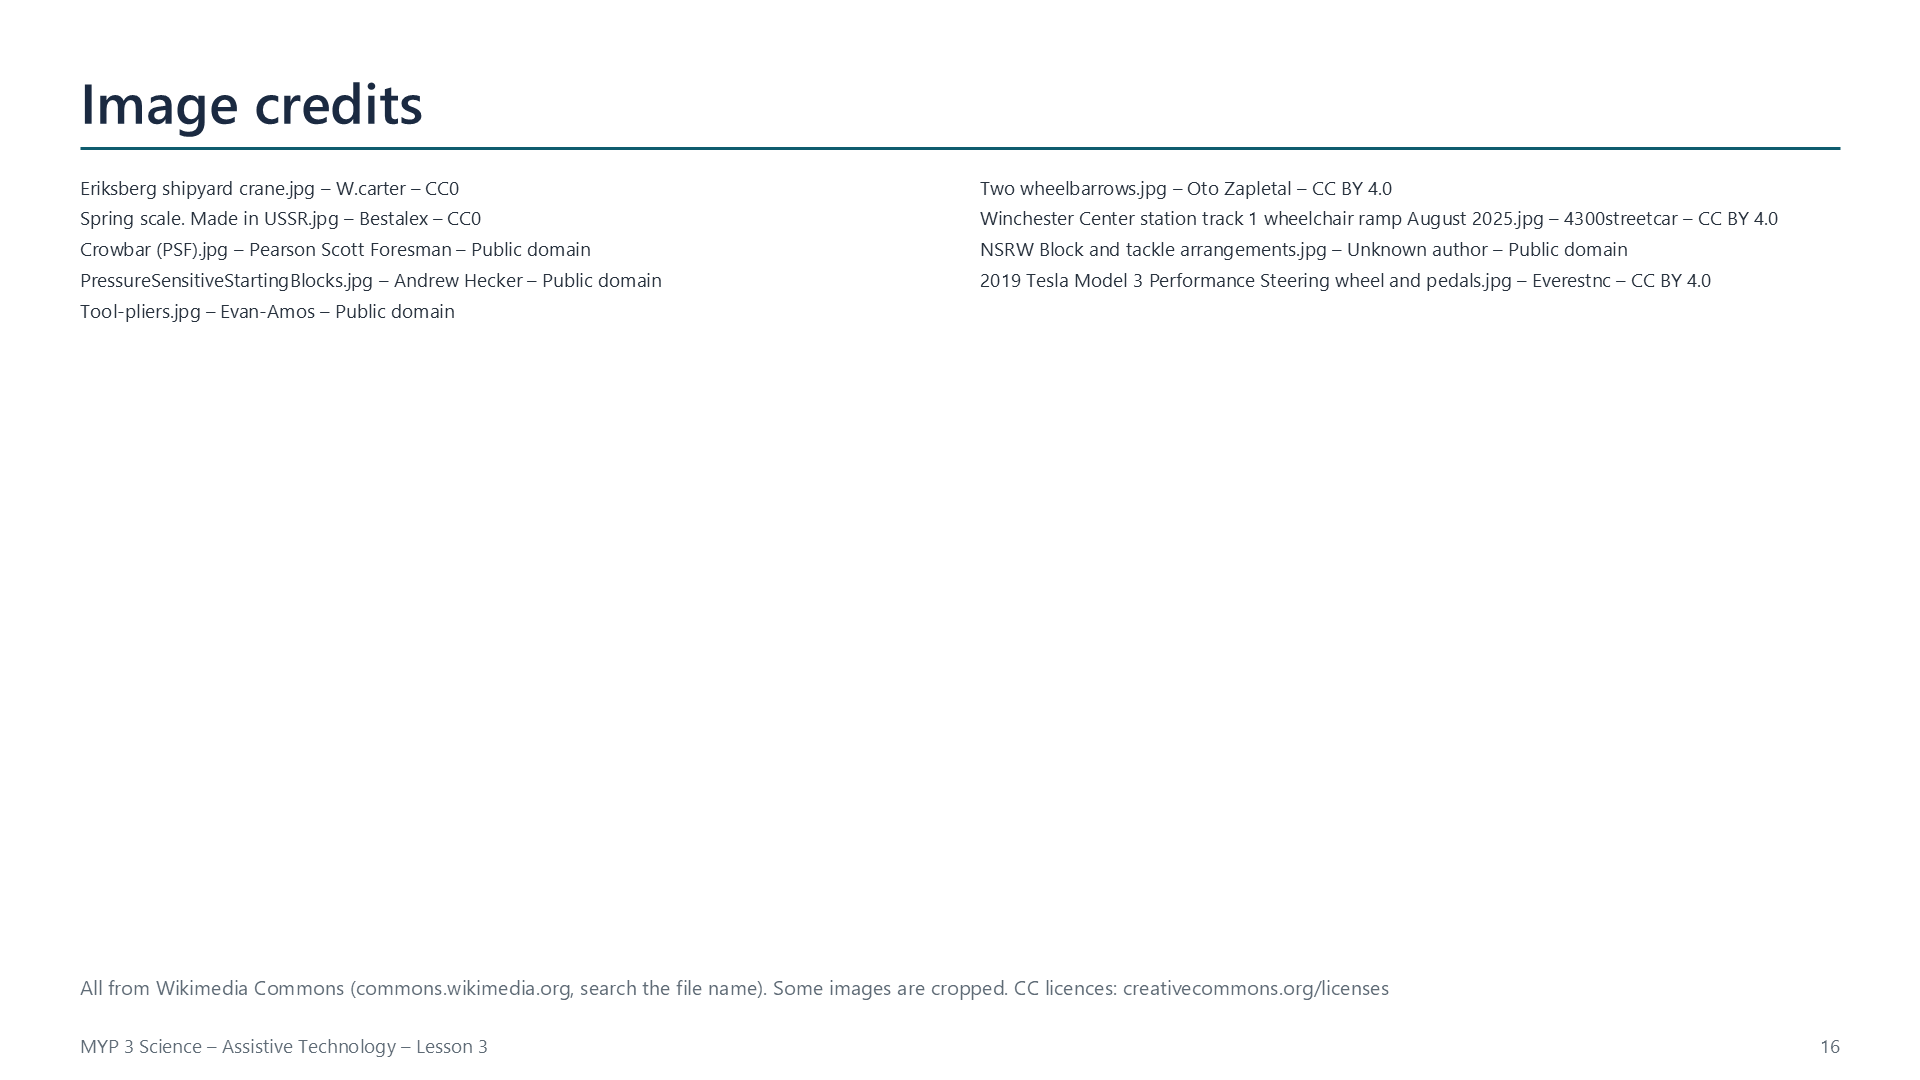 Image credits
Eriksberg shipyard crane.jpg – W.carter – CC0
Spring scale. Made in USSR.jpg – Bestalex – CC0
Crowbar (PSF).jpg – Pearson Scott Foresman – Public domain
PressureSensitiveStartingBlocks.jpg – Andrew Hecker – Public domain
Tool-pliers.jpg – Evan-Amos – Public domain
Two wheelbarrows.jpg – Oto Zapletal – CC BY 4.0
Winchester Center station track 1 wheelchair ramp August 2025.jpg – 4300streetcar – CC BY 4.0
NSRW Block and tackle arrangements.jpg – Unknown author – Public domain
2019 Tesla Model 3 Performance Steering wheel and pedals.jpg – Everestnc – CC BY 4.0
All from Wikimedia Commons (commons.wikimedia.org, search the file name). Some images are cropped. CC licences: creativecommons.org/licenses
MYP 3 Science – Assistive Technology – Lesson 3
16